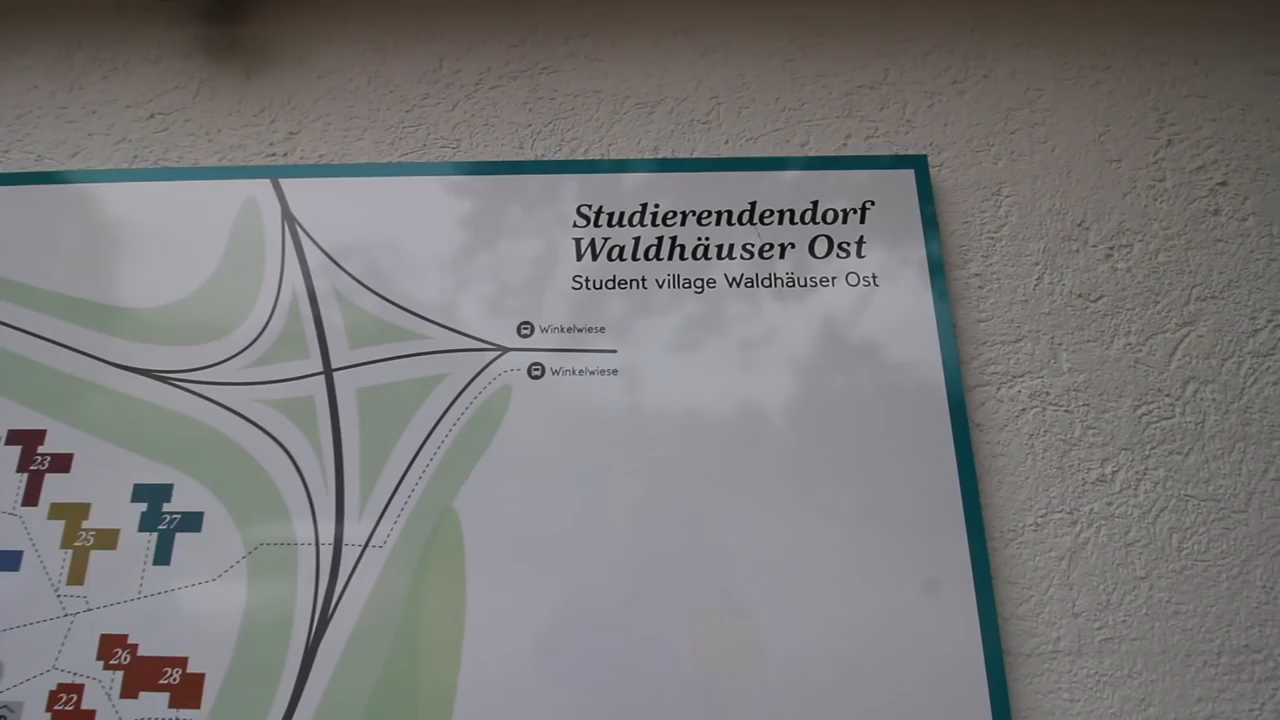 Studierendendorf
Waldhäuser Ost
Student village Waldhäuser Ost
Winkelwiese
Winkelwiese
23
25
27
26
28
22